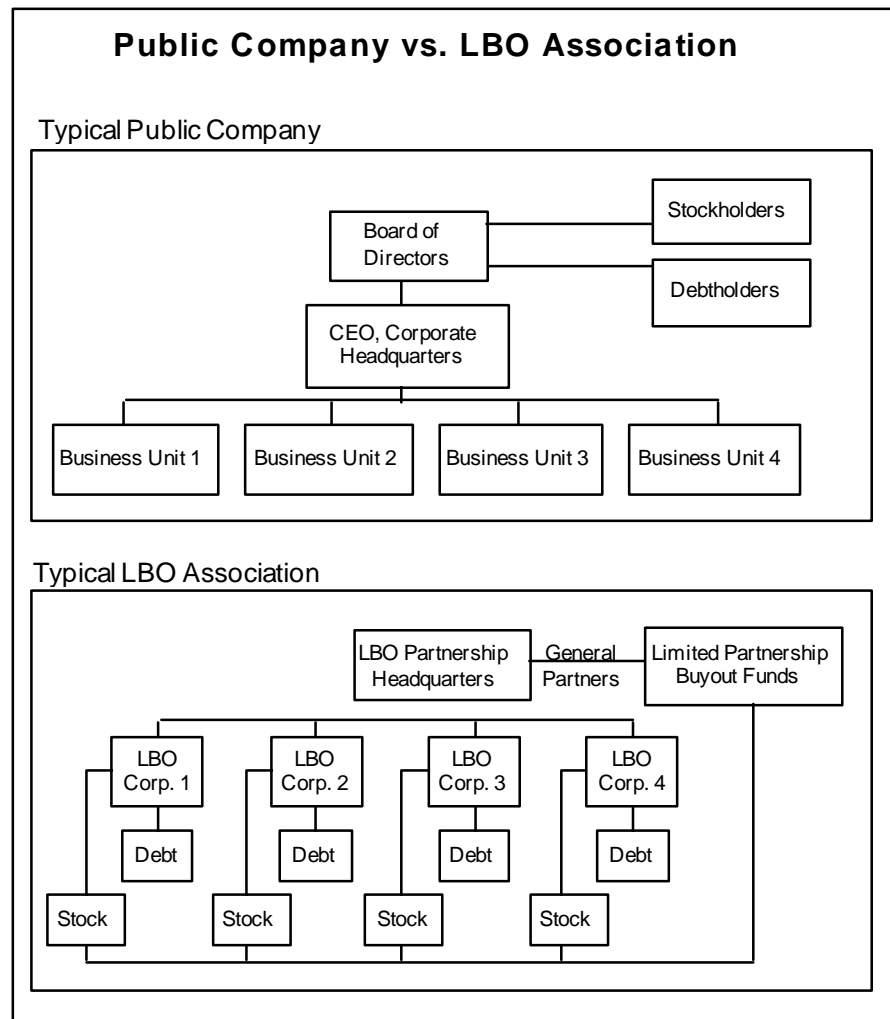 Public Company vs. LBO Association
Typical Public Company
Stockholders
Board of
Directors
Debtholders
CEO, Corporate
Headquarters
Business Unit 1
Business Unit 2
Business Unit 3
Business Unit 4
Typical LBO Association
LBO Partnership
Headquarters
General
Partners
Limited Partnership
Buyout Funds
LBO
Corp. 1
LBO
Corp. 2
LBO
Corp. 3
LBO
Corp. 4
Debt
Debt
Debt
Debt
Stock
Stock
Stock
Stock